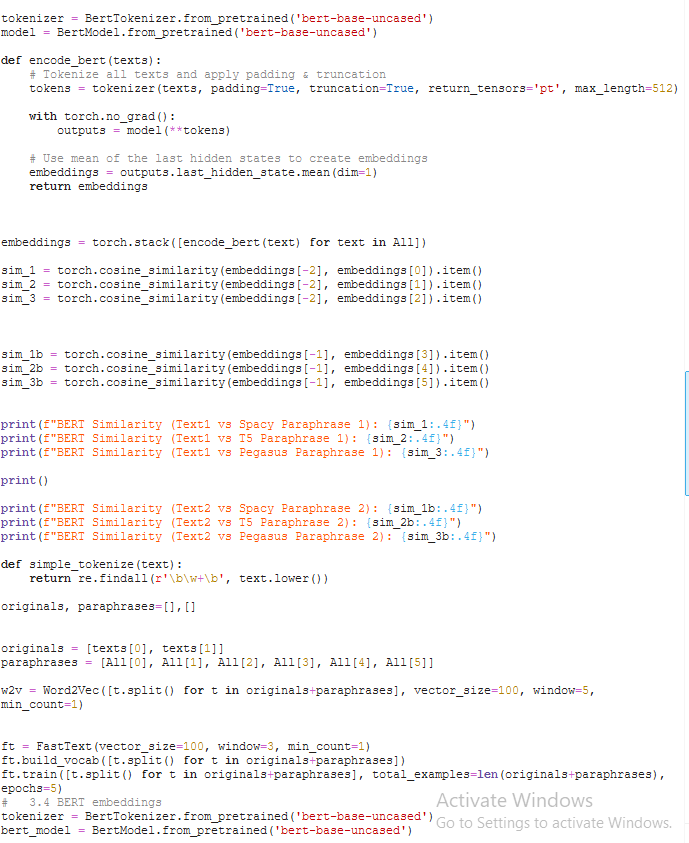 tokenizer = BertTokenizer.from_pretrained('bert-base-uncased')
model = BertModel.from_pretrained('bert-base-uncased')
def encode_bert(texts):
    # Tokenize all texts and apply padding & truncation
    tokens = tokenizer(texts, padding=True, truncation=True, return_tensors='pt', max_length=512)
    with torch.no_grad():
        outputs = model(**tokens)
    # Use mean of the last hidden states to create embeddings
    embeddings = outputs.last_hidden_state.mean(dim=1)
    return embeddings
embeddings = torch.stack([encode_bert(text) for text in All])
sim_1 = torch.cosine_similarity(embeddings[-2], embeddings[0]).item()
sim_2 = torch.cosine_similarity(embeddings[-2], embeddings[1]).item()
sim_3 = torch.cosine_similarity(embeddings[-2], embeddings[2]).item()
sim_1b = torch.cosine_similarity(embeddings[-1], embeddings[3]).item()
sim_2b = torch.cosine_similarity(embeddings[-1], embeddings[4]).item()
sim_3b = torch.cosine_similarity(embeddings[-1], embeddings[5]).item()
print(f"BERT Similarity (Text1 vs Spacy Paraphrase 1): {sim_1:.4f}")
print(f"BERT Similarity (Text1 vs T5 Paraphrase 1): {sim_2:.4f}")
print(f"BERT Similarity (Text1 vs Pegasus Paraphrase 1): {sim_3:.4f}")
print()
print(f"BERT Similarity (Text2 vs Spacy Paraphrase 2): {sim_1b:.4f}")
print(f"BERT Similarity (Text2 vs T5 Paraphrase 2): {sim_2b:.4f}")
print(f"BERT Similarity (Text2 vs Pegasus Paraphrase 2): {sim_3b:.4f}")
def simple_tokenize(text):
    return re.findall(r'\b\w+\b', text.lower())
originals, paraphrases=[],[]
originals = [texts[0], texts[1]]
paraphrases = [All[0], All[1], All[2], All[3], All[4], All[5]]
w2v = Word2Vec([t.split() for t in originals+paraphrases], vector_size=100, window=5,
min_count=1)
ft = FastText(vector_size=100, window=3, min_count=1)
ft.build_vocab([t.split() for t in originals+paraphrases])
ft.train([t.split() for t in originals+paraphrases], total_examples=len(originals+paraphrases),
epochs=5)
#   3.4 BERT embeddings
tokenizer = BertTokenizer.from_pretrained('bert-base-uncased')
bert_model = BertModel.from_pretrained('bert-base-uncased')
Activate Windows
Go to Settings to activate Windows.